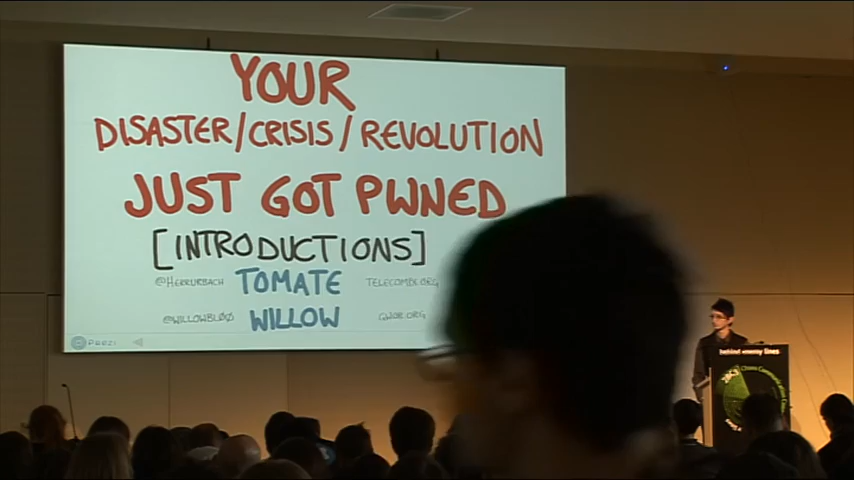 YOUR
DISASTER/CRISIS/REVOLUTION
JUST GOT PWNED
[INTRODUCTIONS]
@HERRURBACH TOMATE TELECOMIX.ORG
@WILLOWBL00 WILLOW GWOB.ORG
Prezi
behind enemy lines
28C3